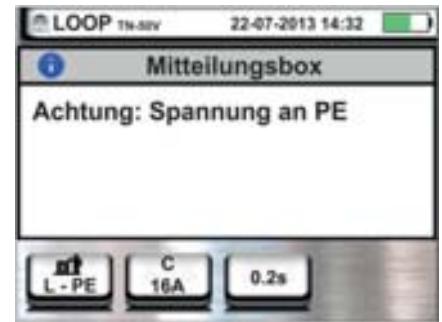 LOOP TN-50V 22-07-2013 14:32
Mitteilungsbox
Achtung: Spannung an PE
L - PE
C
16A
0.2s